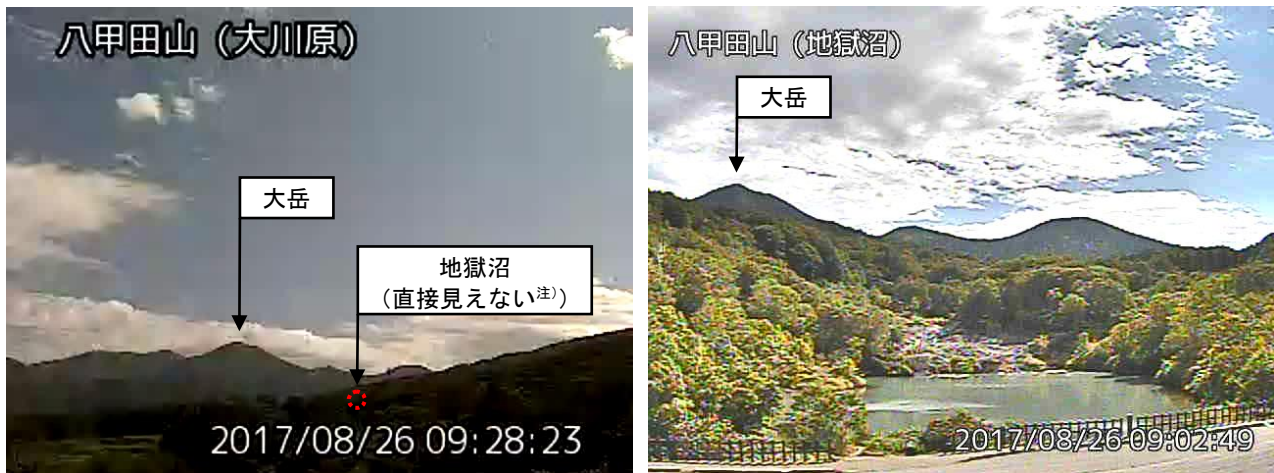 八甲田山（大川原）
大岳
地獄沼
（直接見えない注)）
2017/08/26 09:28:23
八甲田山（地獄沼）
大岳
2017/08/26 09:02:49